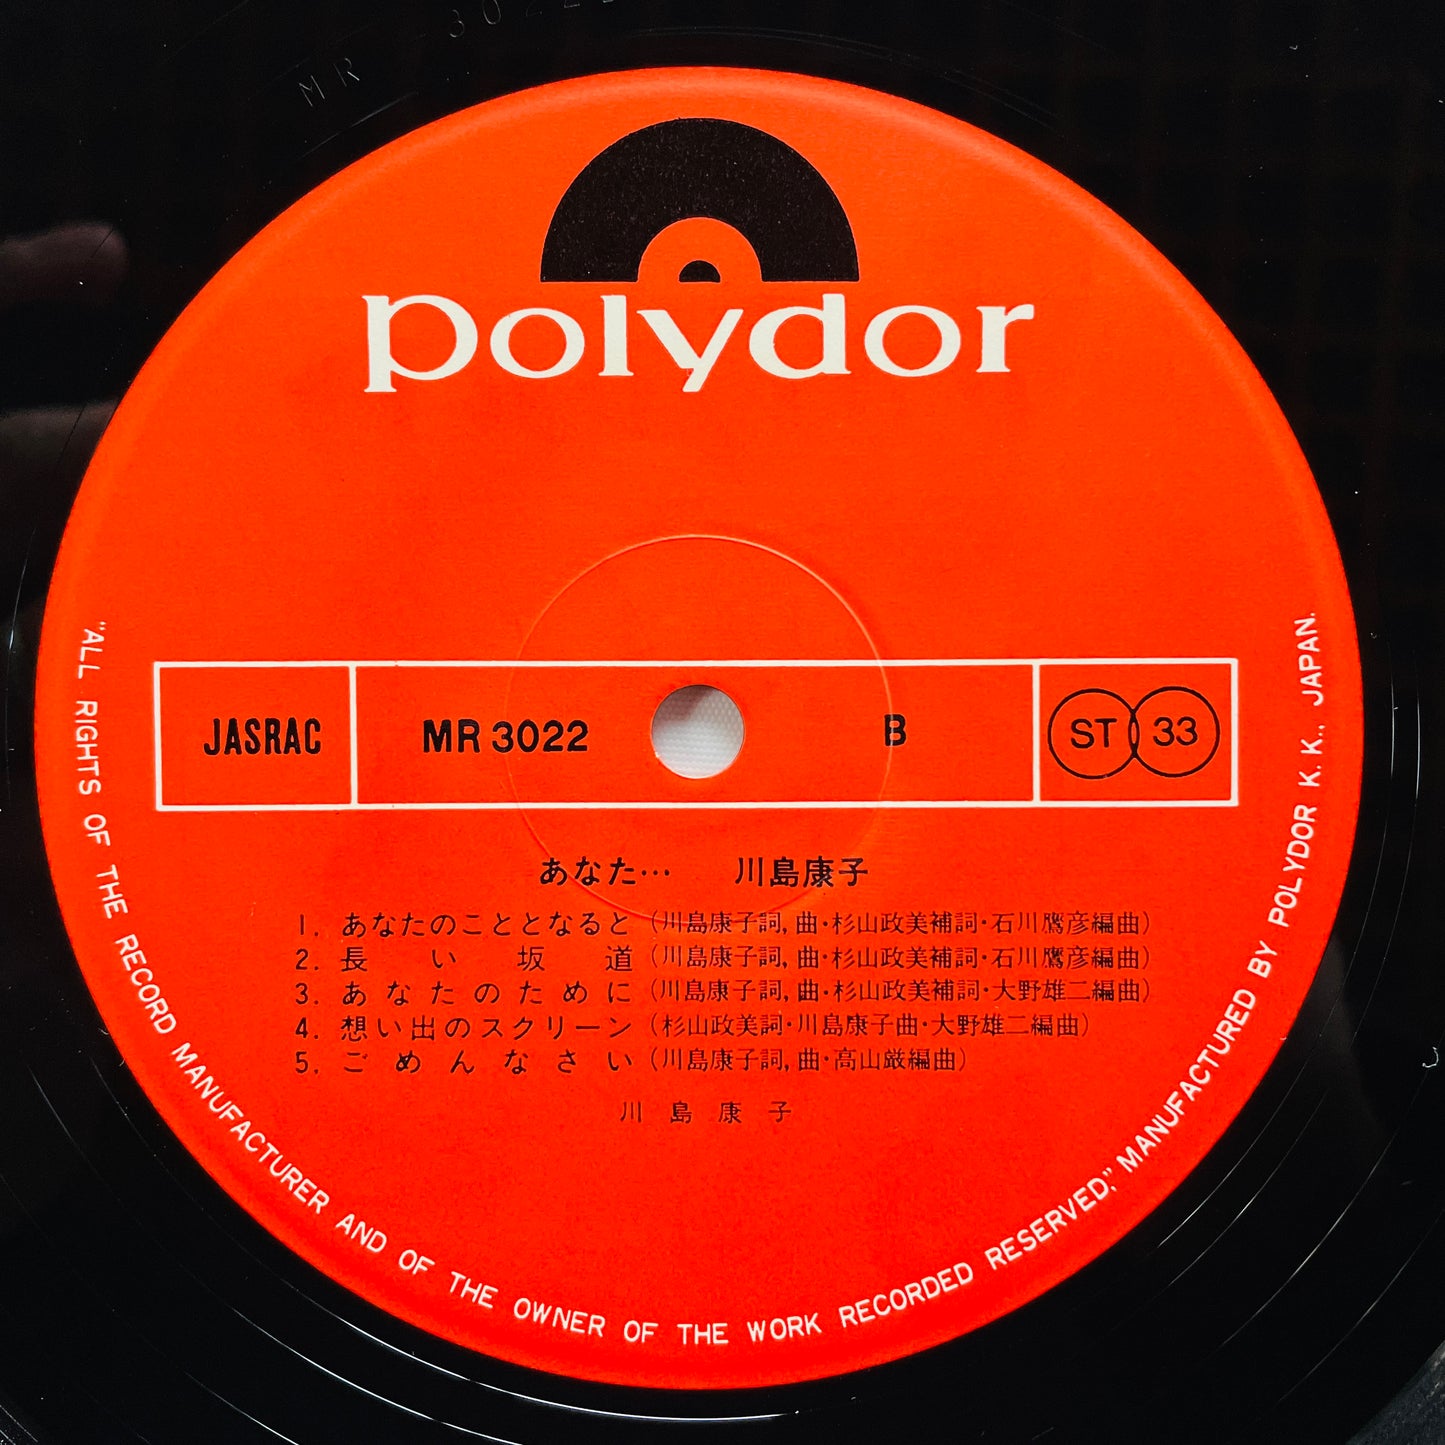 MR 3022
polydor
JASRAC
MR 3022
B
ST 33
あなた… 川島康子
1. あなたのこととなると (川島康子詞, 曲・杉山政美補詞・石川鷹彦編曲)
2. 長い坂道 (川島康子詞, 曲・杉山政美補詞・石川鷹彦編曲)
3. あなたのために (川島康子詞, 曲・杉山政美補詞・大野雄二編曲)
4. 想い出のスクリーン (杉山政美詞・川島康子曲・大野雄二編曲)
5. ごめんなさい (川島康子詞, 曲・高山厳編曲)
川島康子
"ALL RIGHTS OF THE RECORD MANUFACTURER AND OF THE OWNER OF THE WORK RECORDED RESERVED," MANUFACTURED BY POLYDOR K. K., JAPAN.